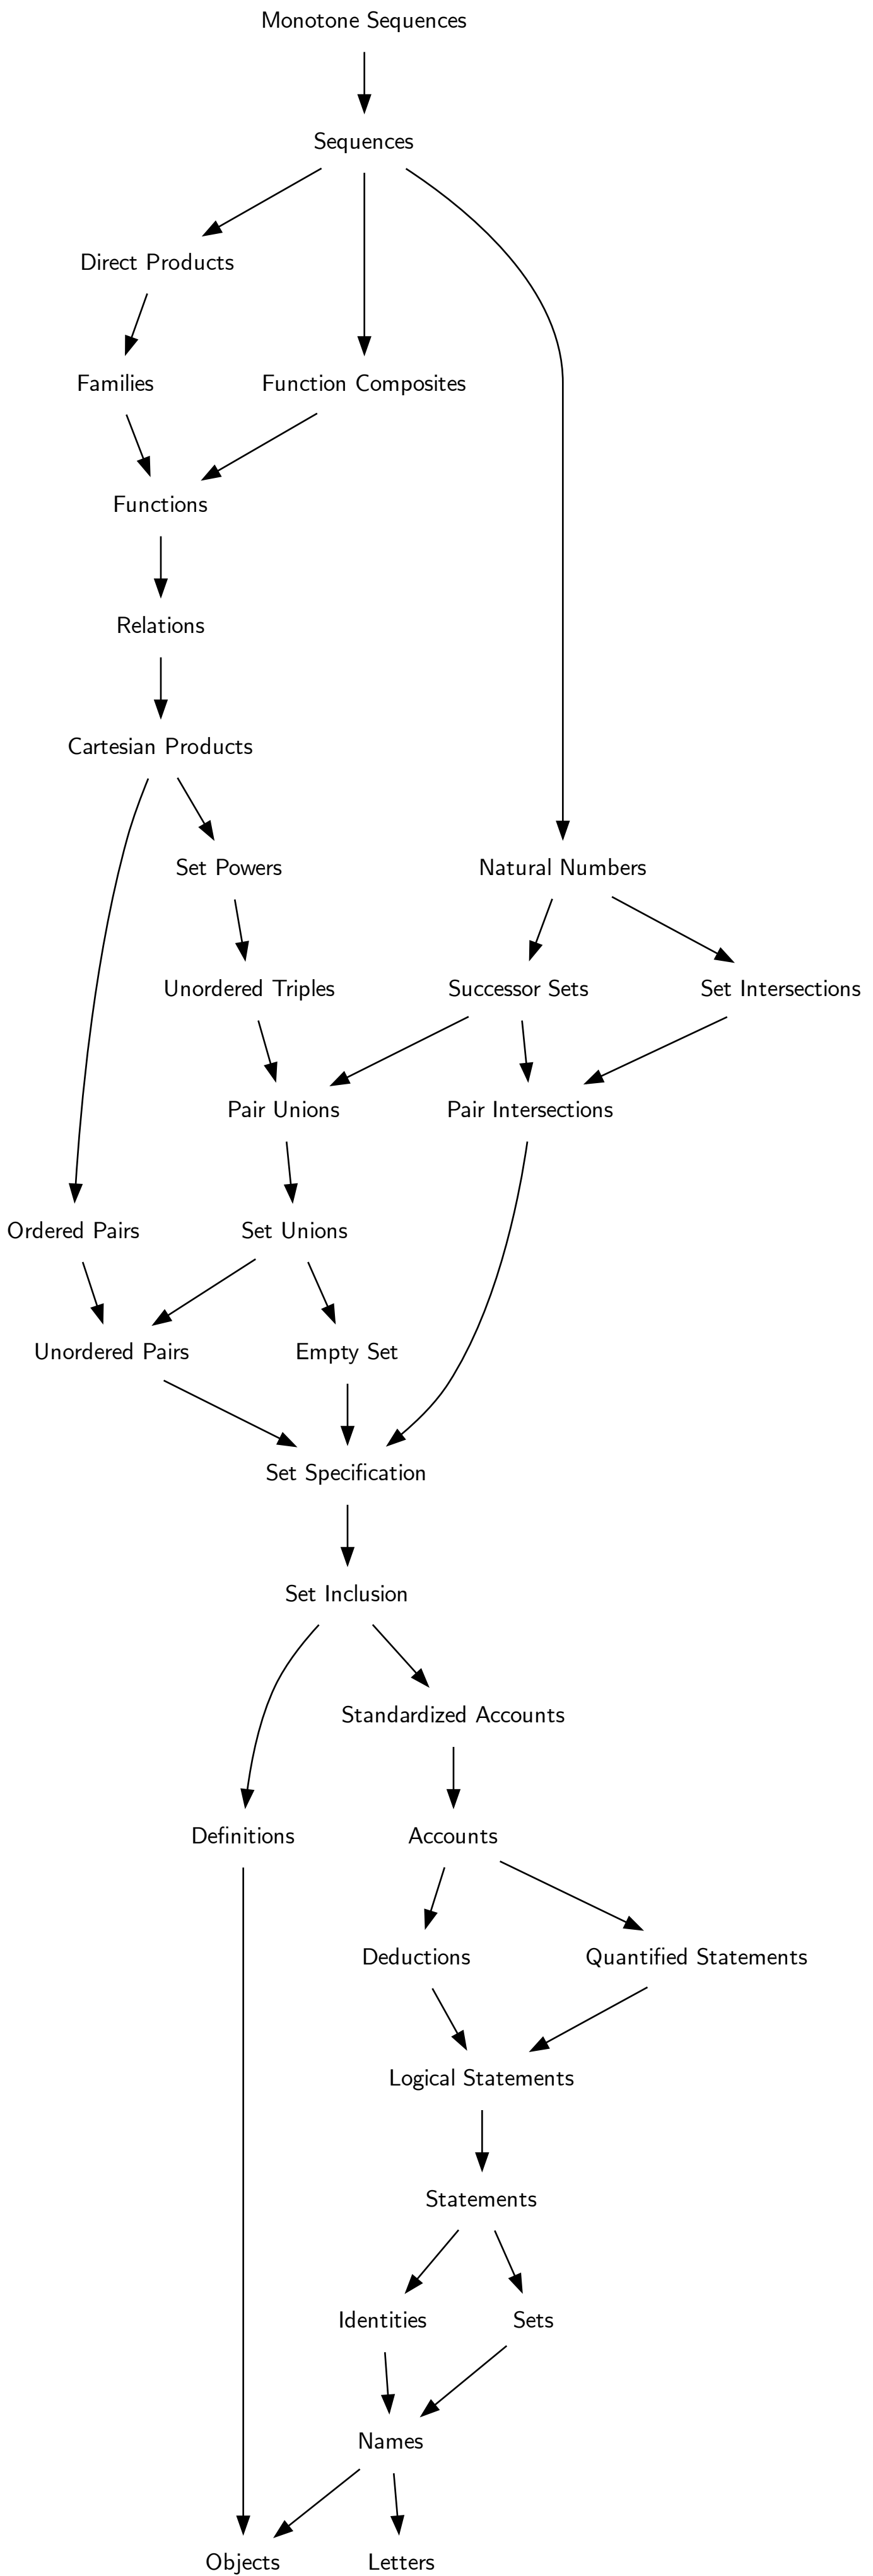 Monotone Sequences
Sequences
Direct Products
Families
Function Composites
Functions
Relations
Cartesian Products
Set Powers
Natural Numbers
Unordered Triples
Successor Sets
Set Intersections
Pair Unions
Pair Intersections
Ordered Pairs
Set Unions
Unordered Pairs
Empty Set
Set Specification
Set Inclusion
Standardized Accounts
Definitions
Accounts
Deductions
Quantified Statements
Logical Statements
Statements
Identities
Sets
Names
Objects
Letters